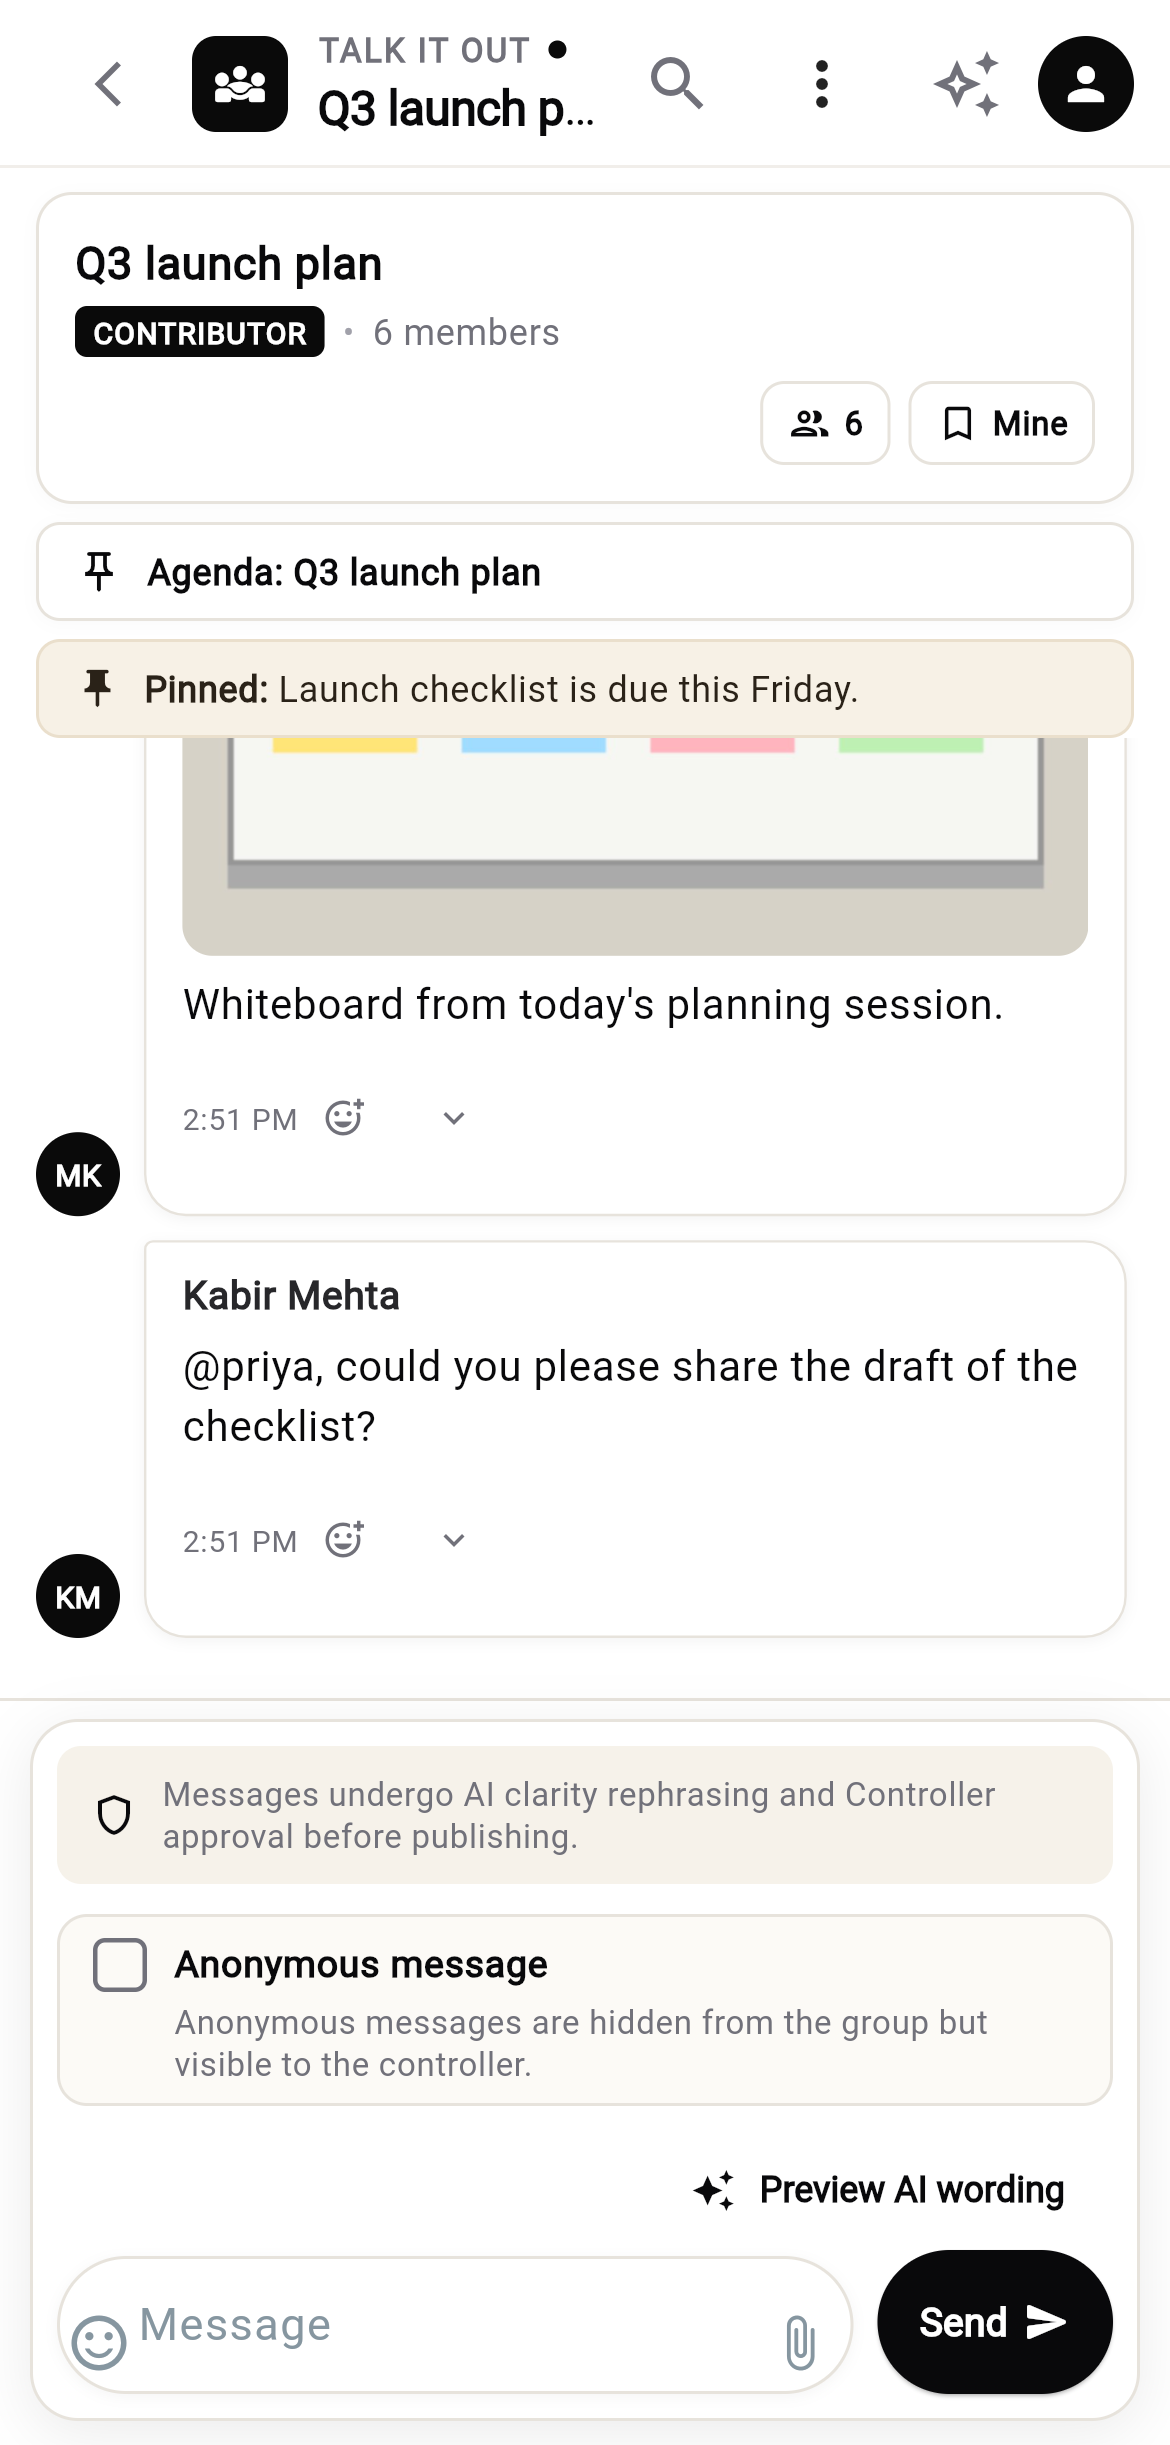 TALK IT OUT
Q3 launch p...
Q3 launch plan
CONTRIBUTOR • 6 members
6 Mine
Agenda: Q3 launch plan
Pinned: Launch checklist is due this Friday.
Whiteboard from today's planning session.
2:51 PM
MK
Kabir Mehta
@priya, could you please share the draft of the
checklist?
2:51 PM
KM
Messages undergo AI clarity rephrasing and Controller
approval before publishing.
Anonymous message
Anonymous messages are hidden from the group but
visible to the controller.
Preview AI wording
Message
Send